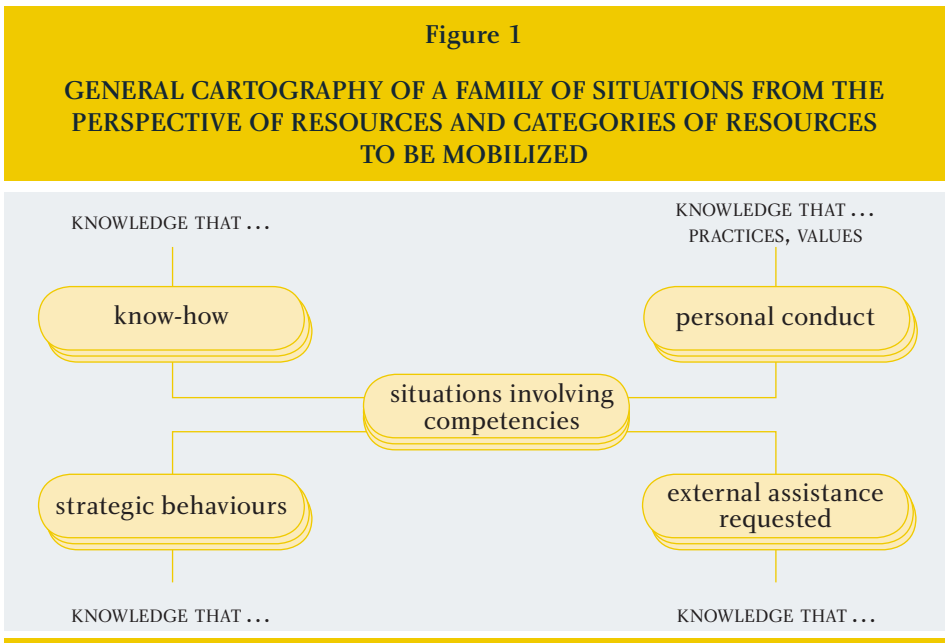 Figure 1
GENERAL CARTOGRAPHY OF A FAMILY OF SITUATIONS FROM THE
PERSPECTIVE OF RESOURCES AND CATEGORIES OF RESOURCES
TO BE MOBILIZED
KNOWLEDGE THAT ...
KNOWLEDGE THAT ...
PRACTICES, VALUES
know-how
personal conduct
situations involving
competencies
strategic behaviours
external assistance
requested
KNOWLEDGE THAT ...
KNOWLEDGE THAT ...